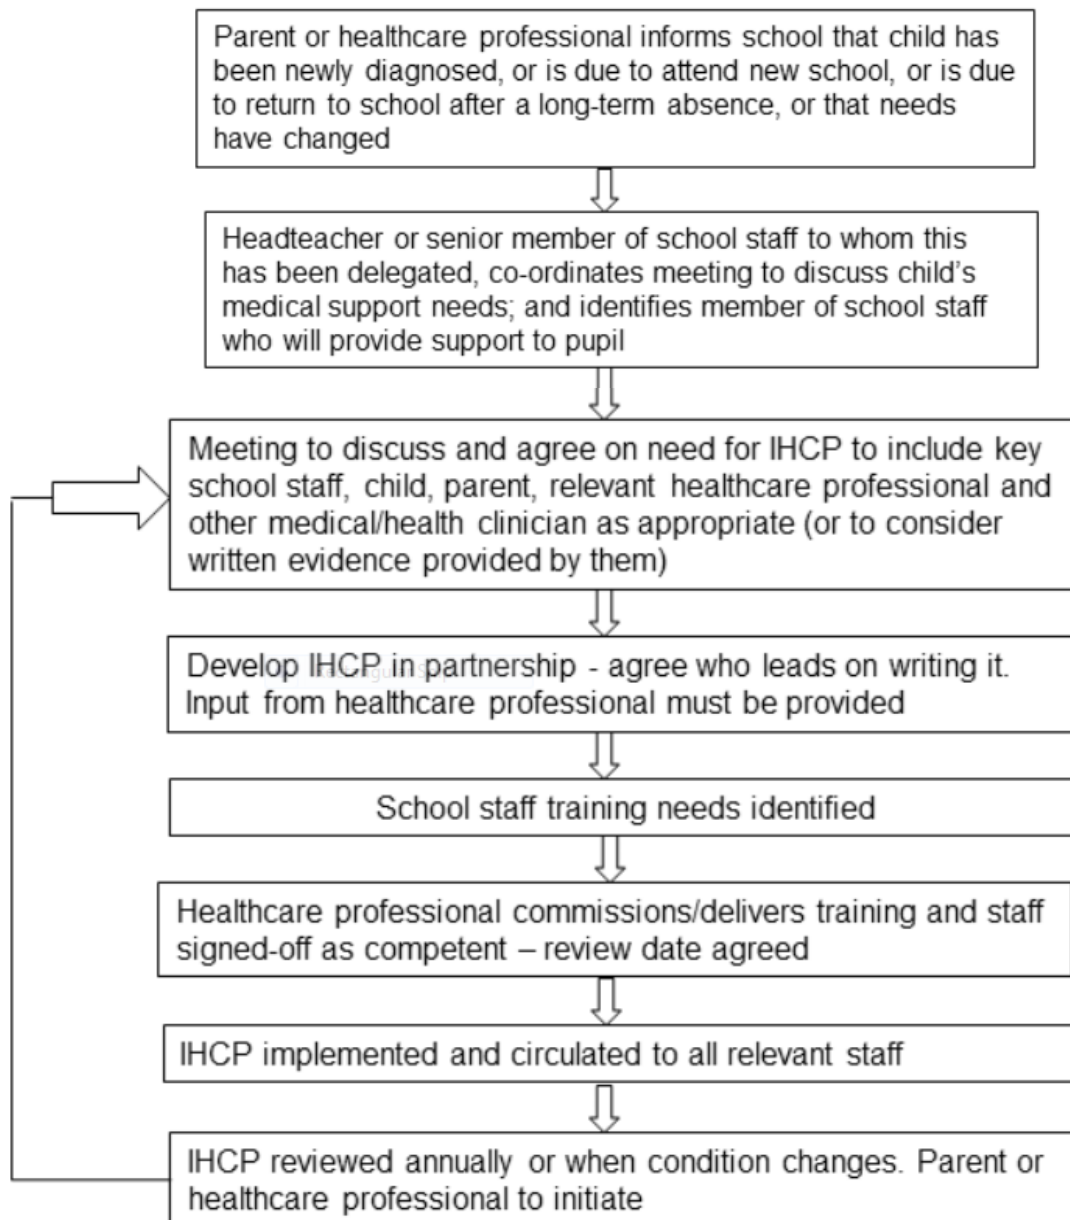 Parent or healthcare professional informs school that child has
been newly diagnosed, or is due to attend new school, or is due
to return to school after a long-term absence, or that needs
have changed
Headteacher or senior member of school staff to whom this
has been delegated, co-ordinates meeting to discuss child's
medical support needs; and identifies member of school staff
who will provide support to pupil
Meeting to discuss and agree on need for IHCP to include key
school staff, child, parent, relevant healthcare professional and
other medical/health clinician as appropriate (or to consider
written evidence provided by them)
Develop IHCP in partnership - agree who leads on writing it.
Input from healthcare professional must be provided
School staff training needs identified
Healthcare professional commissions/delivers training and staff
signed-off as competent – review date agreed
IHCP implemented and circulated to all relevant staff
IHCP reviewed annually or when condition changes. Parent or
healthcare professional to initiate